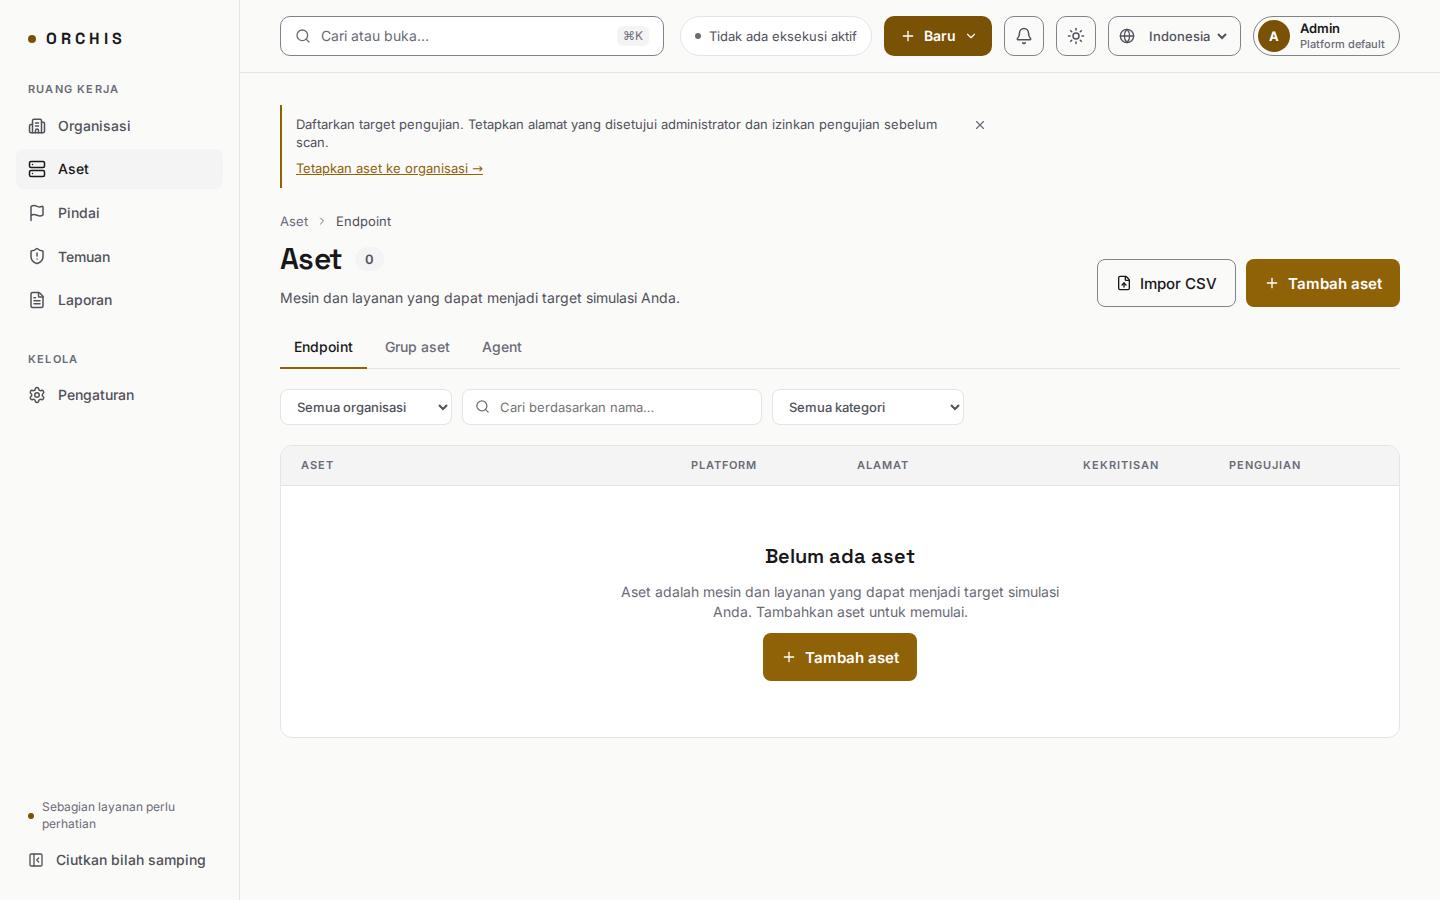 ORCHIS
Cari atau buka...
⌘K
Tidak ada eksekusi aktif
Baru
Indonesia
A
Admin
Platform default
RUANG KERJA
Organisasi
Aset
Pindai
Temuan
Laporan
KELOLA
Pengaturan
Daftarkan target pengujian. Tetapkan alamat yang disetujui administrator dan izinkan pengujian sebelum
scan.
Tetapkan aset ke organisasi →
Aset > Endpoint
Aset 0
Mesin dan layanan yang dapat menjadi target simulasi Anda.
Impor CSV
Tambah aset
Endpoint Grup aset Agent
Semua organisasi
Cari berdasarkan nama...
Semua kategori
ASET PLATFORM ALAMAT KEKRITISAN PENGUJIAN
Belum ada aset
Aset adalah mesin dan layanan yang dapat menjadi target simulasi
Anda. Tambahkan aset untuk memulai.
Tambah aset
Sebagian layanan perlu
perhatian
Ciutkan bilah samping